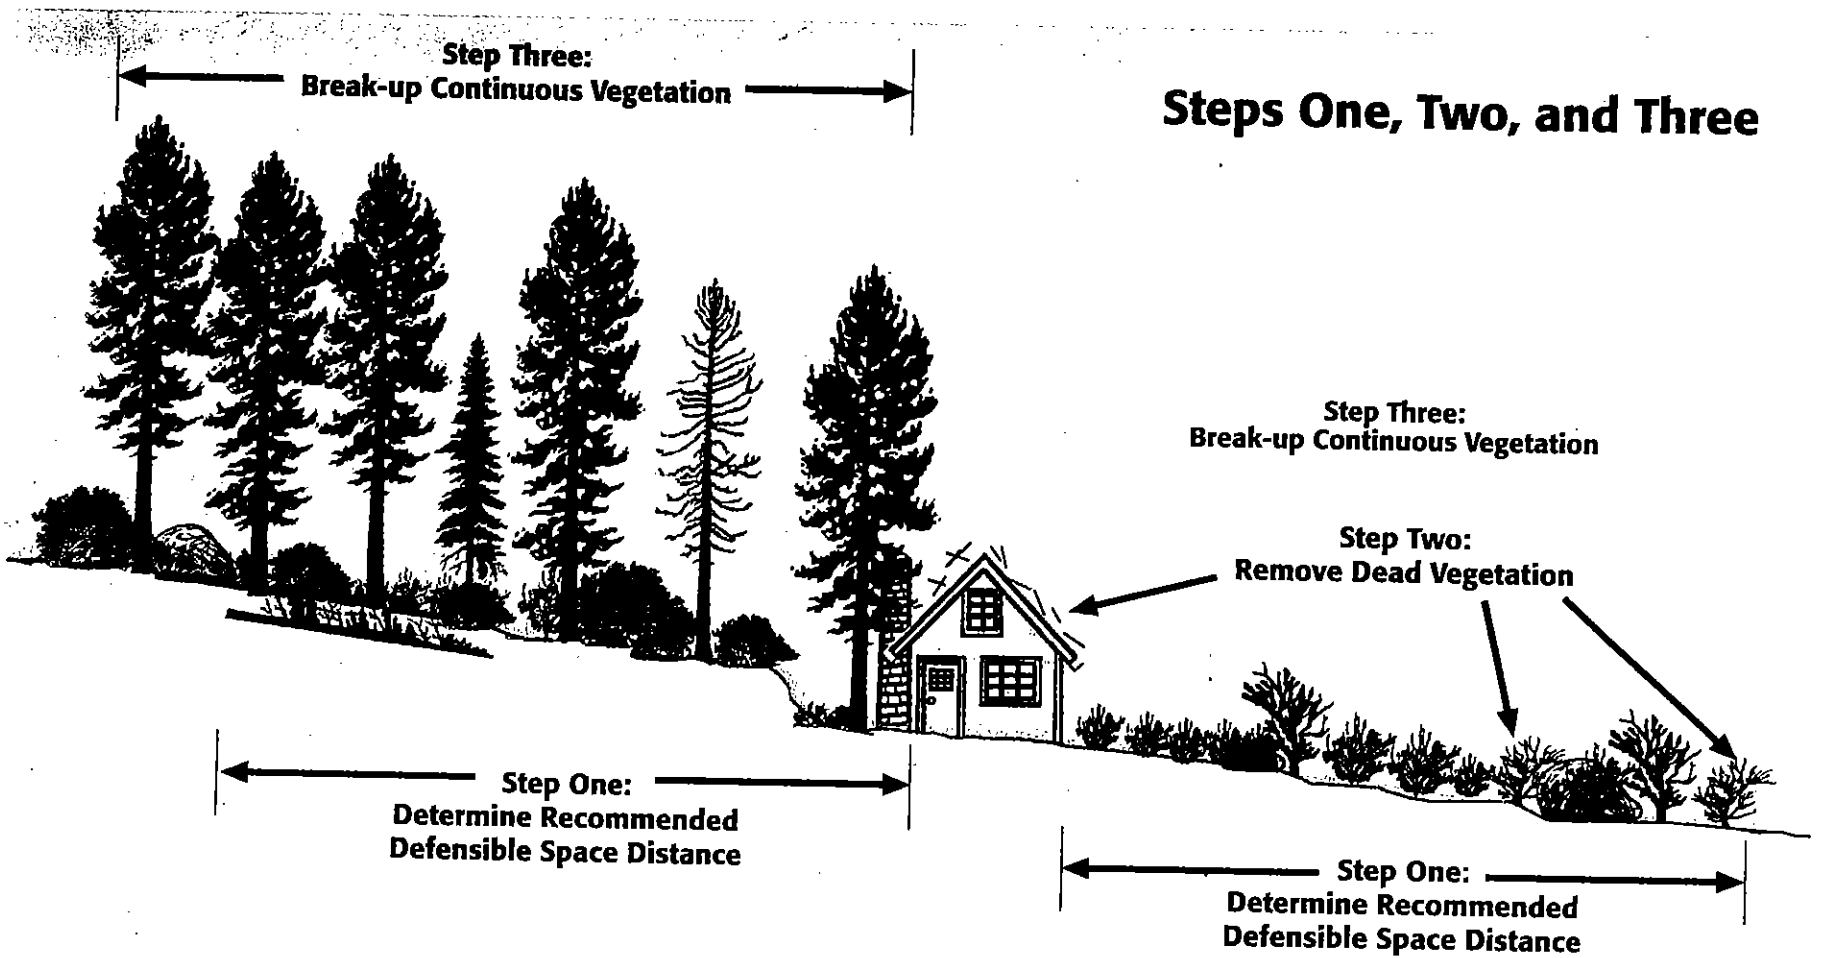 Step Three:
Break-up Continuous Vegetation
Steps One, Two, and Three
Step Three:
Break-up Continuous Vegetation
Step Two:
Remove Dead Vegetation
Step One:
Determine Recommended
Defensible Space Distance
Step One:
Determine Recommended
Defensible Space Distance